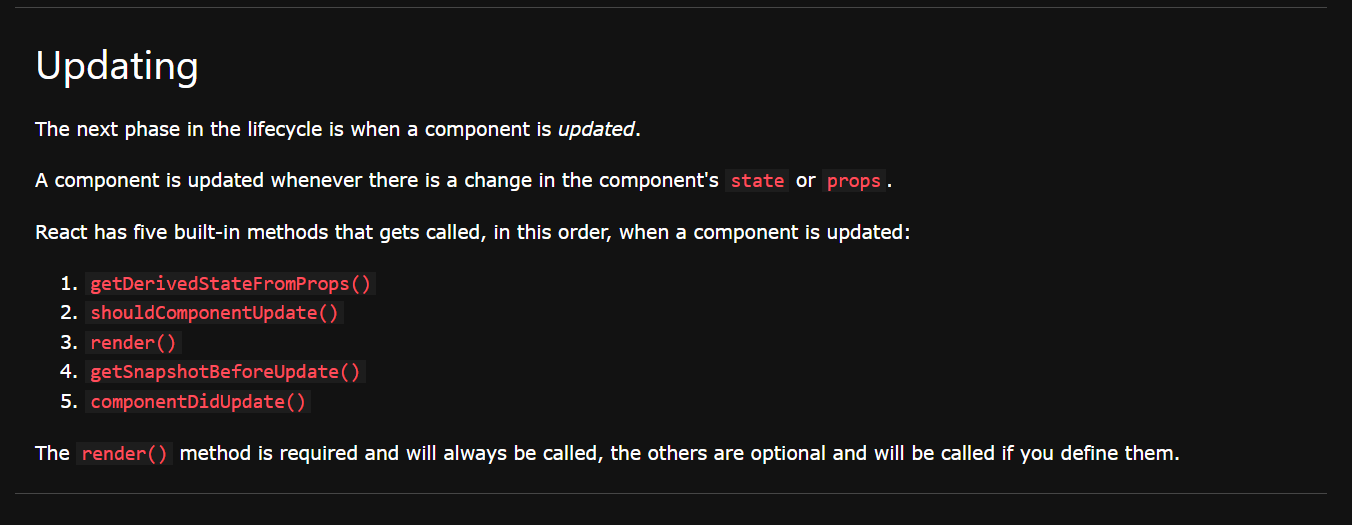 Updating
The next phase in the lifecycle is when a component is updated.
A component is updated whenever there is a change in the component's state or props.
React has five built-in methods that gets called, in this order, when a component is updated:
1. getDerivedStateFromProps()
2. shouldComponentUpdate()
3. render()
4. getSnapshotBeforeUpdate()
5. componentDidUpdate()
The render() method is required and will always be called, the others are optional and will be called if you define them.